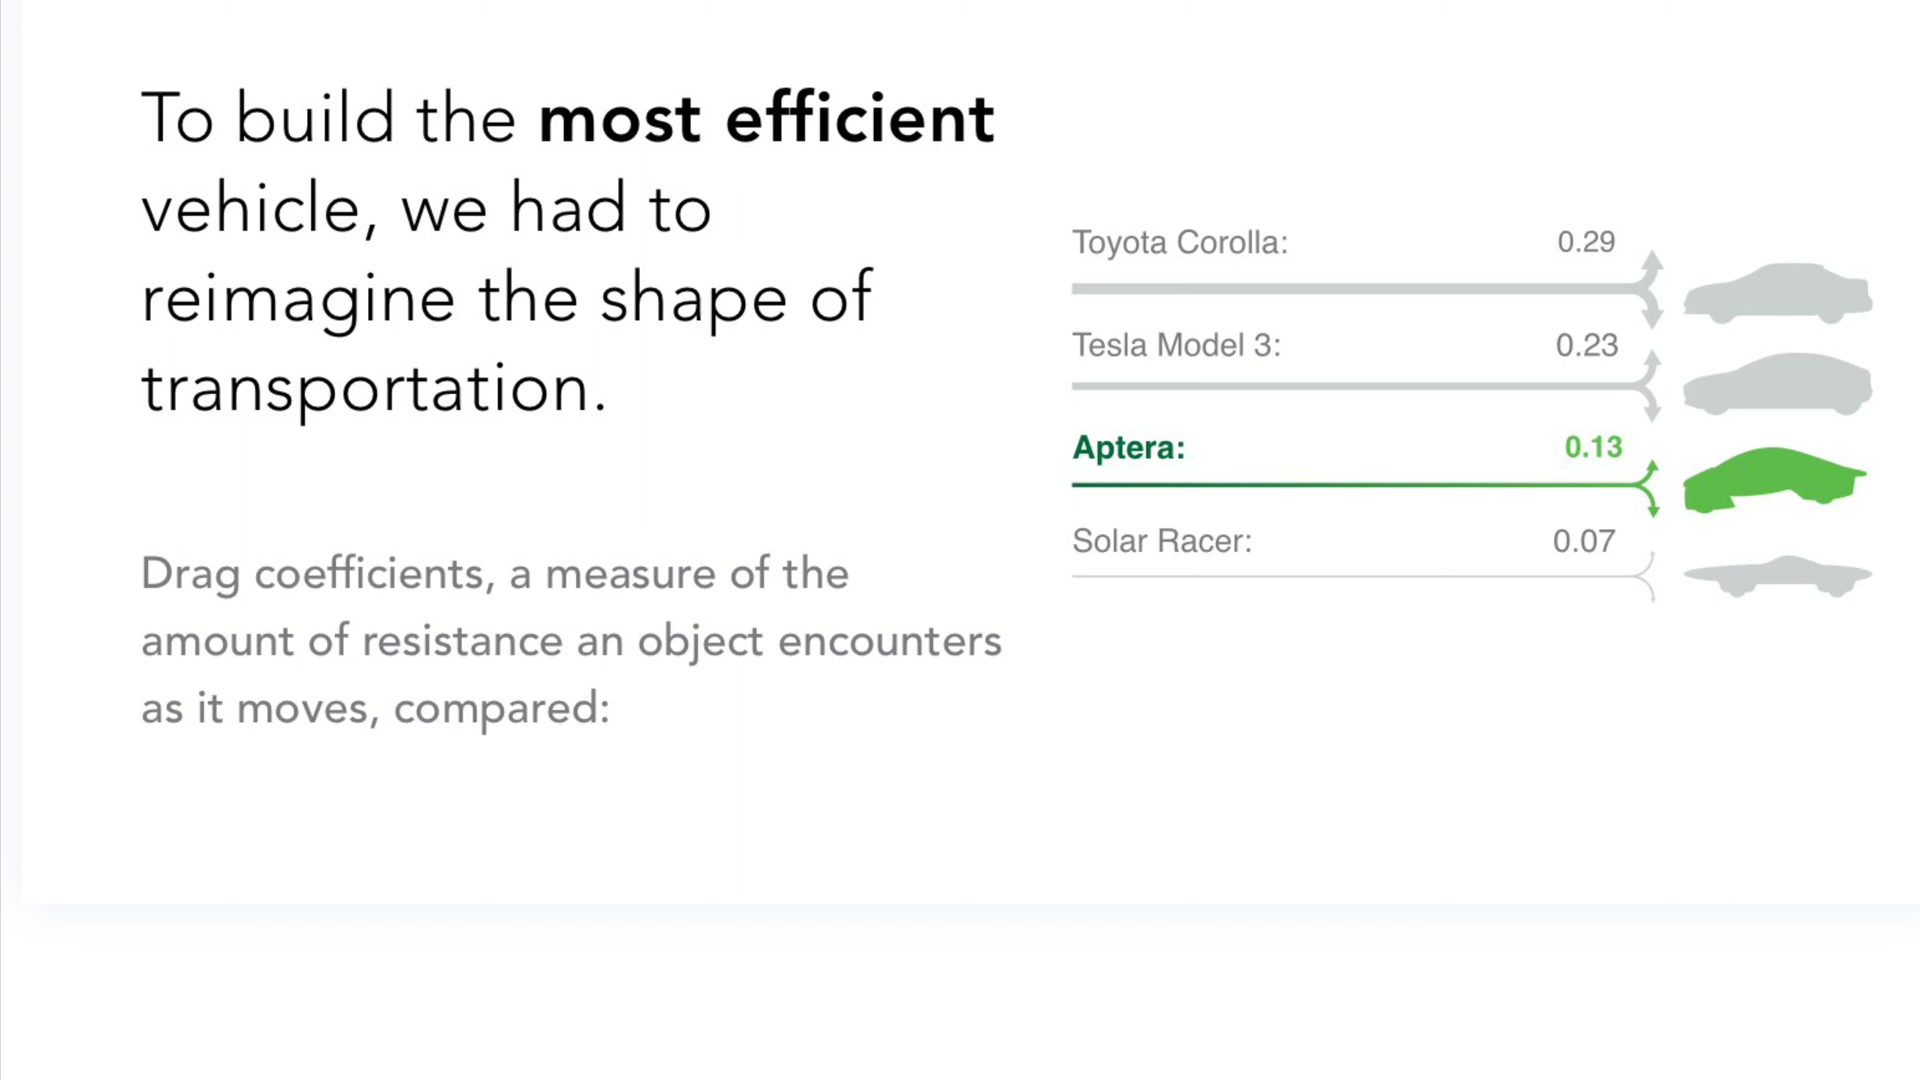 To build the most efficient
vehicle, we had to
reimagine the shape of
transportation.
Drag coefficients, a measure of the
amount of resistance an object encounters
as it moves, compared:
Toyota Corolla: 0.29
Tesla Model 3: 0.23
Aptera: 0.13
Solar Racer: 0.07